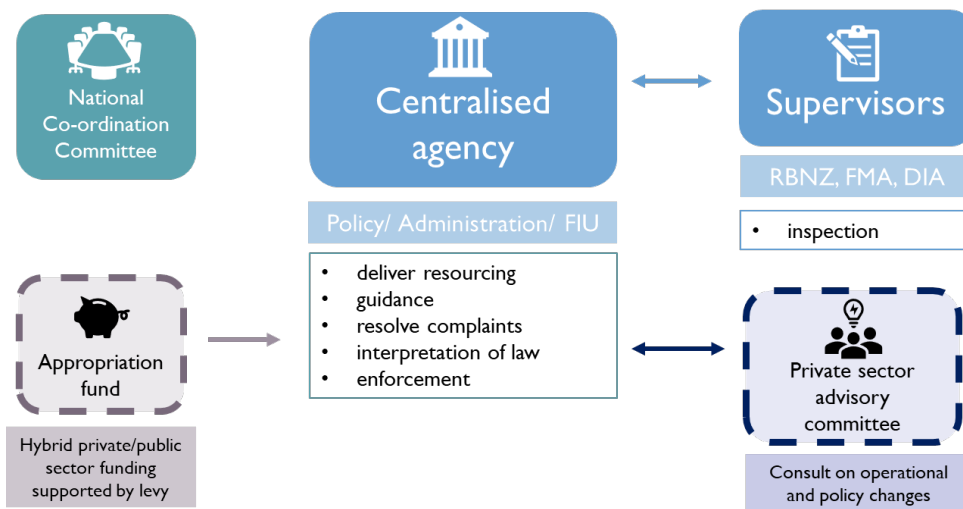 National
Co-ordination
Committee
Centralised
agency
Supervisors
RBNZ, FMA, DIA
Policy/ Administration/ FIU
• inspection
• deliver resourcing
• guidance
• resolve complaints
• interpretation of law
• enforcement
Appropriation
fund
Private sector
advisory
committee
Hybrid private/public
sector funding
supported by levy
Consult on operational
and policy changes